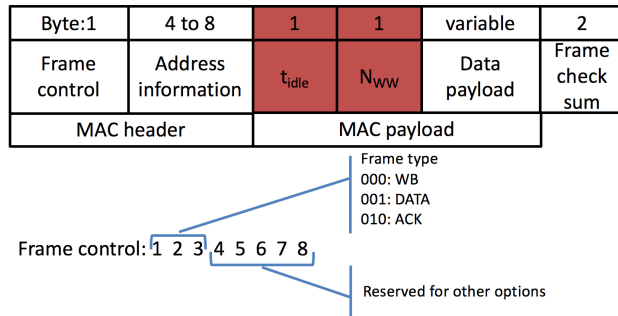 Byte:1 4 to 8 1 1 variable 2
Frame control Address information t_idle N_WW Data payload Frame check sum
MAC header MAC payload
Frame type
000: WB
001: DATA
010: ACK
Frame control: 1 2 3 4 5 6 7 8
Reserved for other options